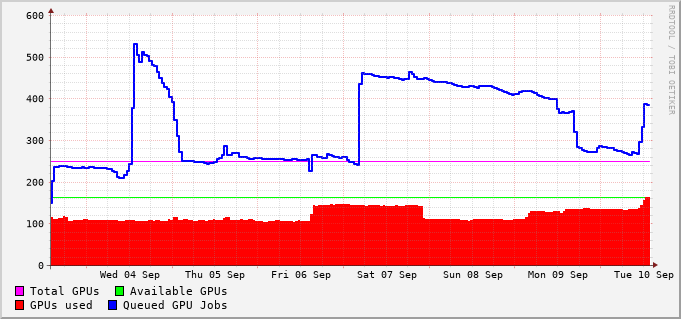 600
500
400
300
200
100
0
Wed 04 Sep Thu 05 Sep Fri 06 Sep Sat 07 Sep Sun 08 Sep Mon 09 Sep Tue 10 Sep
Total GPUs Available GPUs
GPUs used Queued GPU Jobs
RRDTOOL / TOBI OETIKER